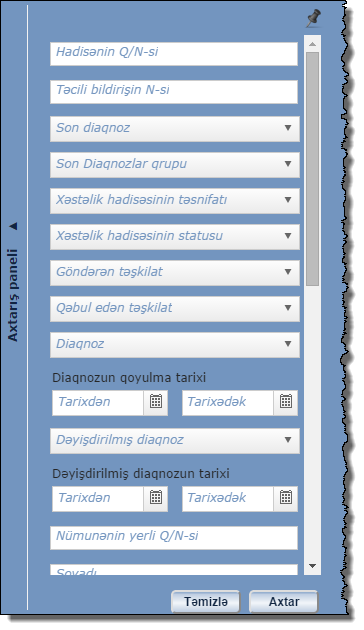 Axtarış paneli
Hadisənin Q/N-si
Təcili bildirişin N-si
Son diaqnoz
Son Diaqnozlar qrupu
Xəstəlik hadisəsinin təsnifatı
Xəstəlik hadisəsinin statusu
Göndərən təşkilat
Qəbul edən təşkilat
Diaqnoz
Diaqnozun qoyulma tarixi
Tarixdən Tarixədək
Dəyişdirilmış diaqnoz
Dəyişdirilmiş diaqnozun tarixi
Tarixdən Tarixədək
Nümunənin yerli Q/N-si
Soyadı
Təmizlə Axtar